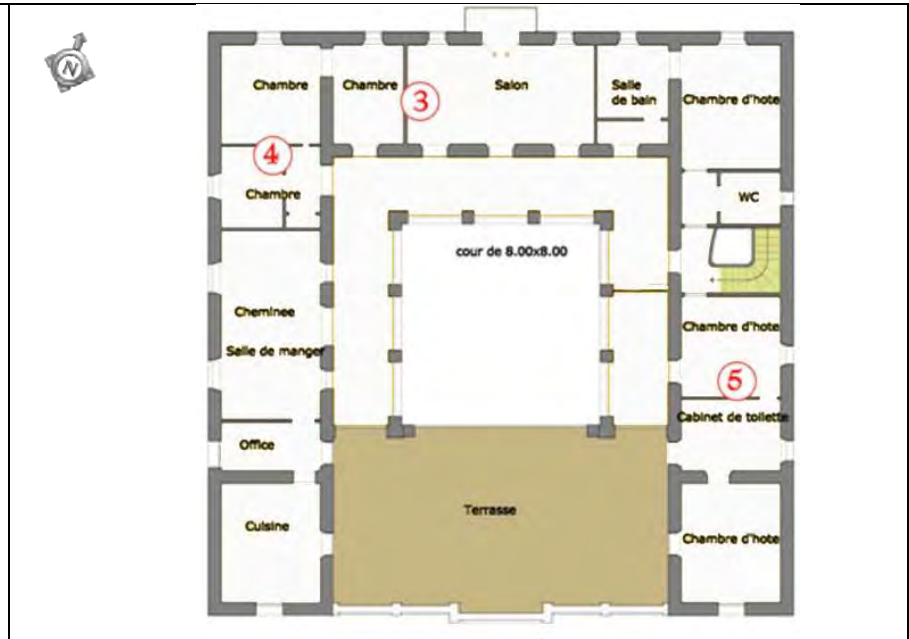 N
Chambre
Chambre
3
Salon
Salle
de bain
Chambre d'hote
4
Chambre
WC
cour de 8.00x8.00
Cheminee
Salle de manger
Chambre d'hote
5
Cabinet de toilette
Office
Terrasse
Cuisine
Chambre d'hote